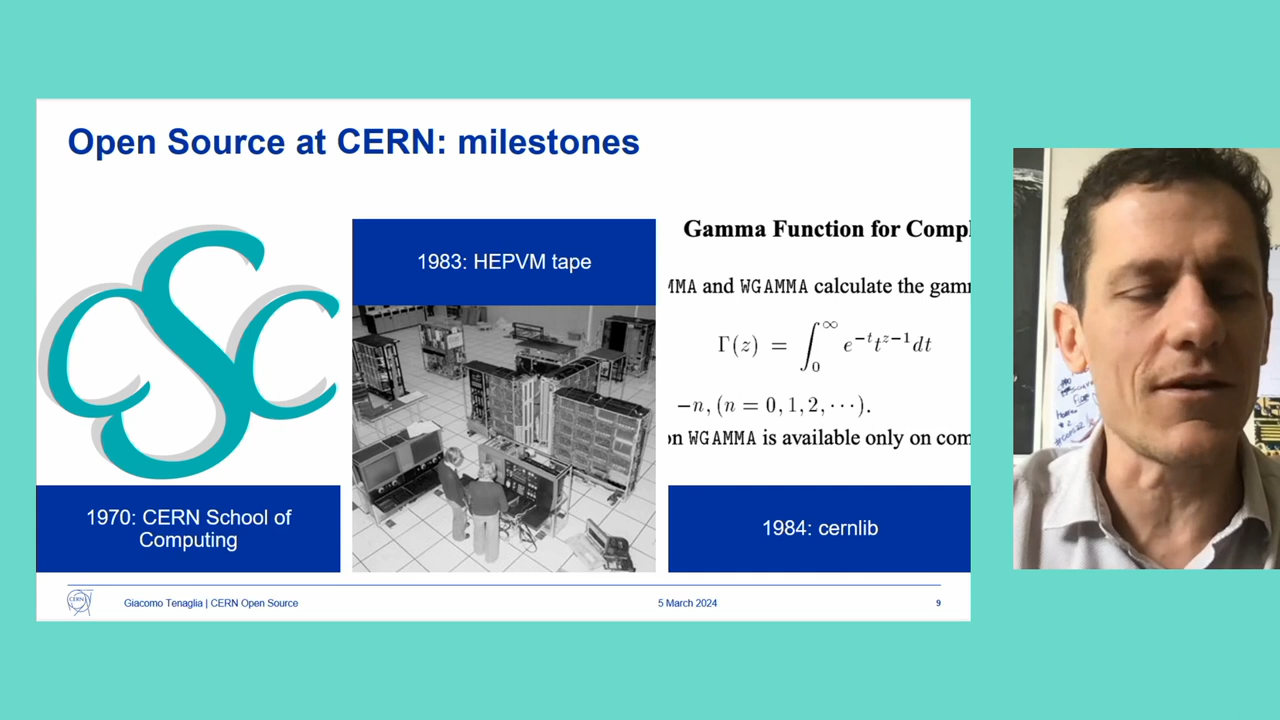 Open Source at CERN: milestones
CSC
1970: CERN School of
Computing
1983: HEPVM tape
Gamma Function for Compl
MMA and WGAMMA calculate the gam
Γ(z) = ∫₀^∞ e^{−t}t^{z−1}dt
−n, (n = 0, 1, 2, ⋯).
on WGAMMA is available only on com
1984: cernlib
CERN
Giacomo Tenaglia | CERN Open Source
5 March 2024
9